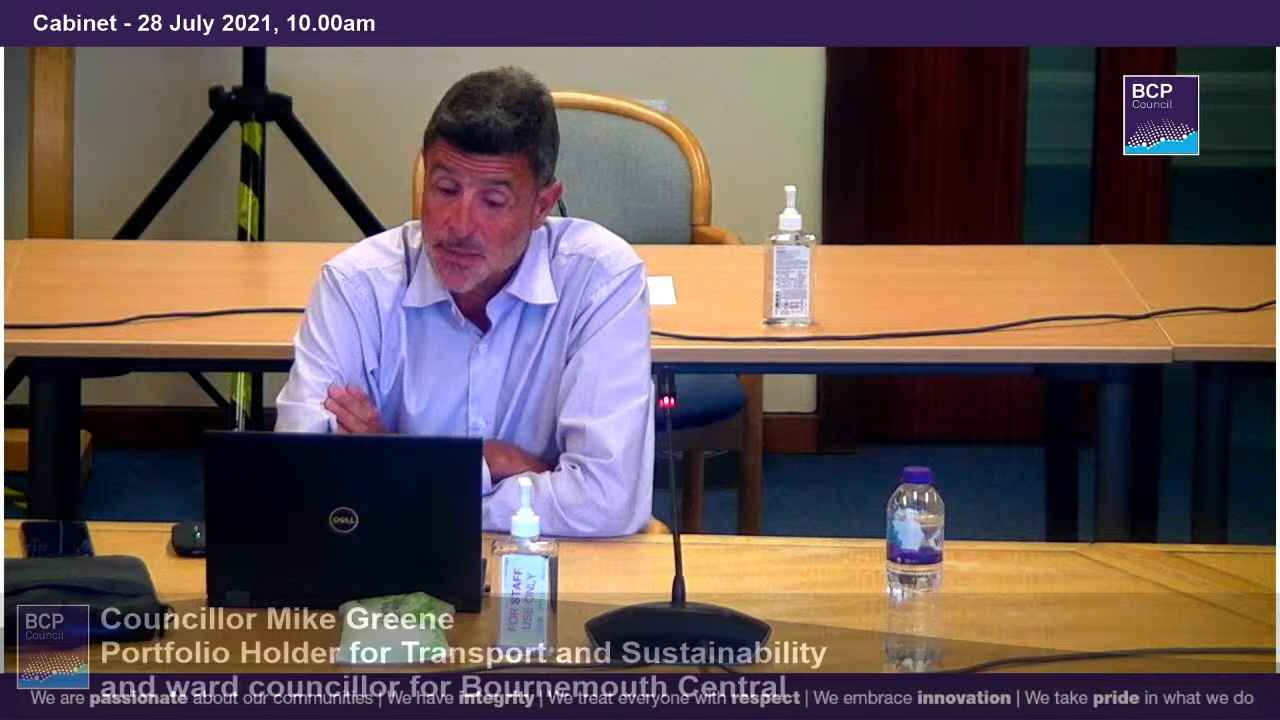 Cabinet - 28 July 2021, 10.00am
BCP
Council
DELL
FOR STAFF
USE ONLY
BCP
Council
Councillor Mike Greene
Portfolio Holder for Transport and Sustainability
and ward councillor for Bournemouth Central
We are passionate about our communities | We have integrity | We treat everyone with respect | We embrace innovation | We take pride in what we do